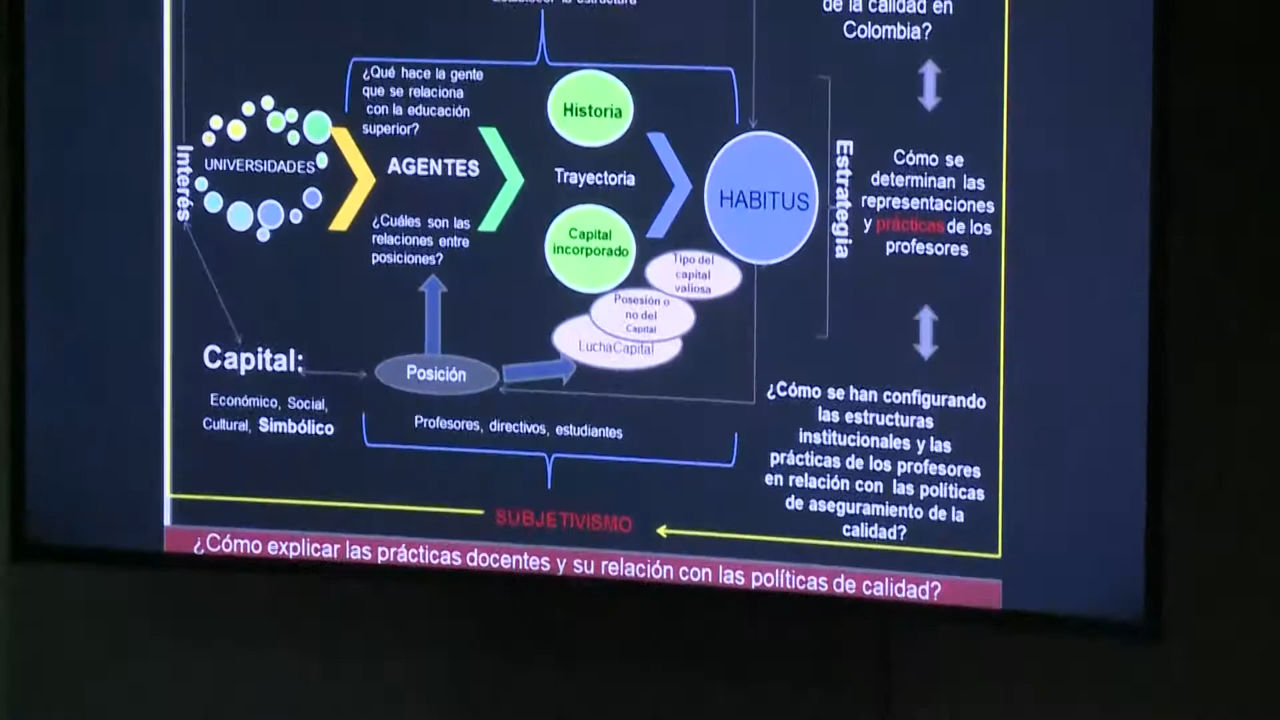 de la calidad en
Colombia?
¿Qué hace la gente
que se relaciona
con la educación
superior?
Historia
Interés
UNIVERSIDADES
AGENTES
Trayectoria
HABITUS
Estrategia
Cómo se
determinan las
representaciones
y prácticas de los
profesores
¿Cuáles son las
relaciones entre
posiciones?
Capital
incorporado
Tipo del
capital
valiosa
Posesión o
no del
Capital
LuchaCapital
Capital:
Posición
Económico, Social,
Cultural, Simbólico
Profesores, directivos, estudiantes
¿Cómo se han configurando
las estructuras
institucionales y las
prácticas de los profesores
en relación con las políticas
de aseguramiento de la
calidad?
SUBJETIVISMO
¿Cómo explicar las prácticas docentes y su relación con las políticas de calidad?